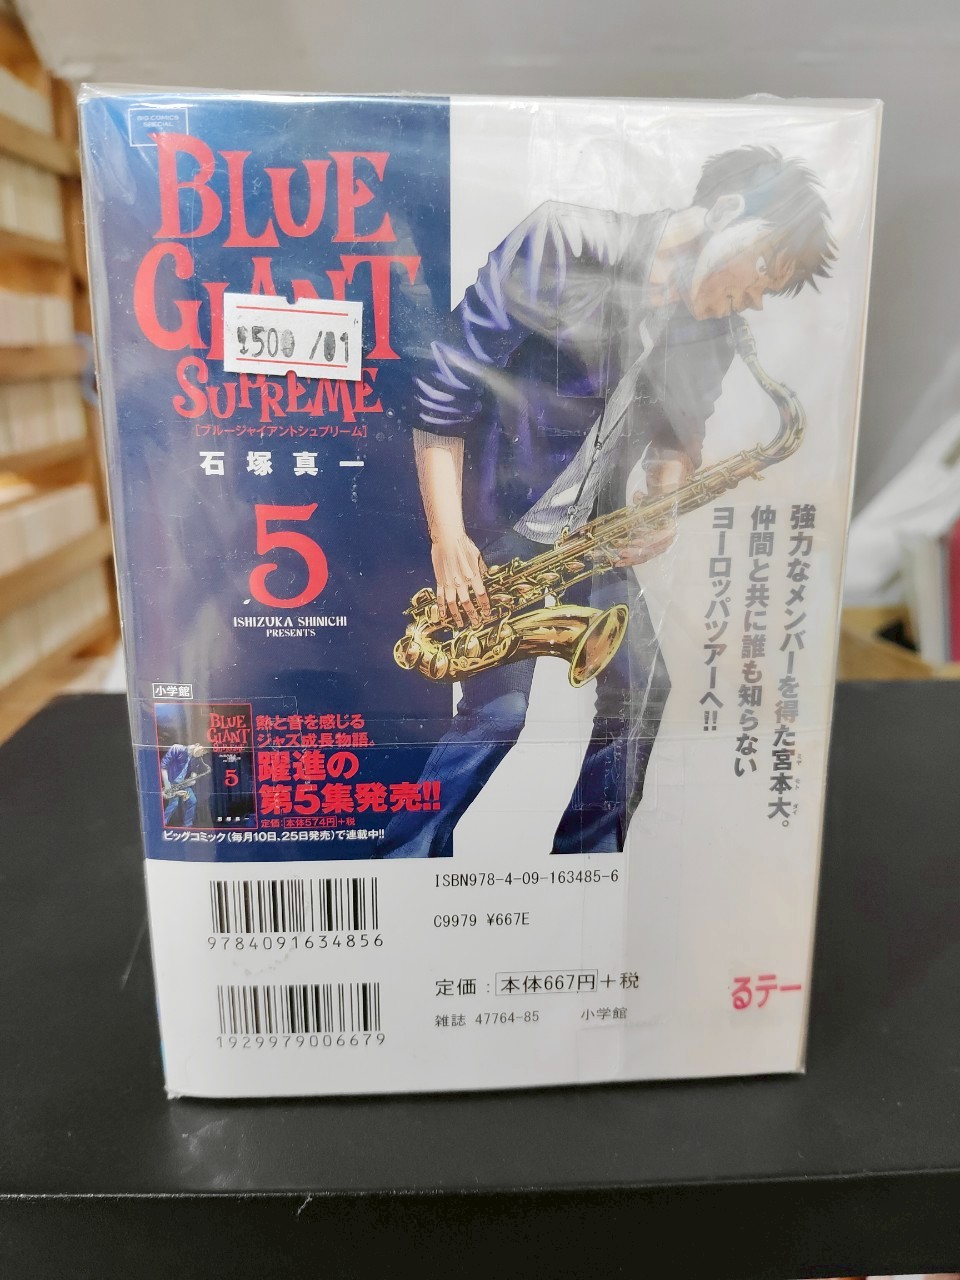 BIG COMICS
SPECIAL
BLUE
GIANT
SUPREME
[ブルージャイアントシュプリーム]
石塚真一
5
ISHIZUKA SHINICHI
PRESENTS
1500 /01
強力なメンバーを得た宮本大。
仲間と共に誰も知らない
ヨーロッパツアーへ!!
小学館
BLUE
GIANT
SUPREME
5
石塚真一
熱と音を感じる
ジャズ成長物語。
躍進の
第5集発売!!
定価:本体574円+税
ビッグコミック(毎月10日、25日発売)で連載中!!
ISBN978-4-09-163485-6
C9979 ¥667E
9784091634856
定価:本体667円+税
雑誌 47764-85 小学館
1929979006679
るテー